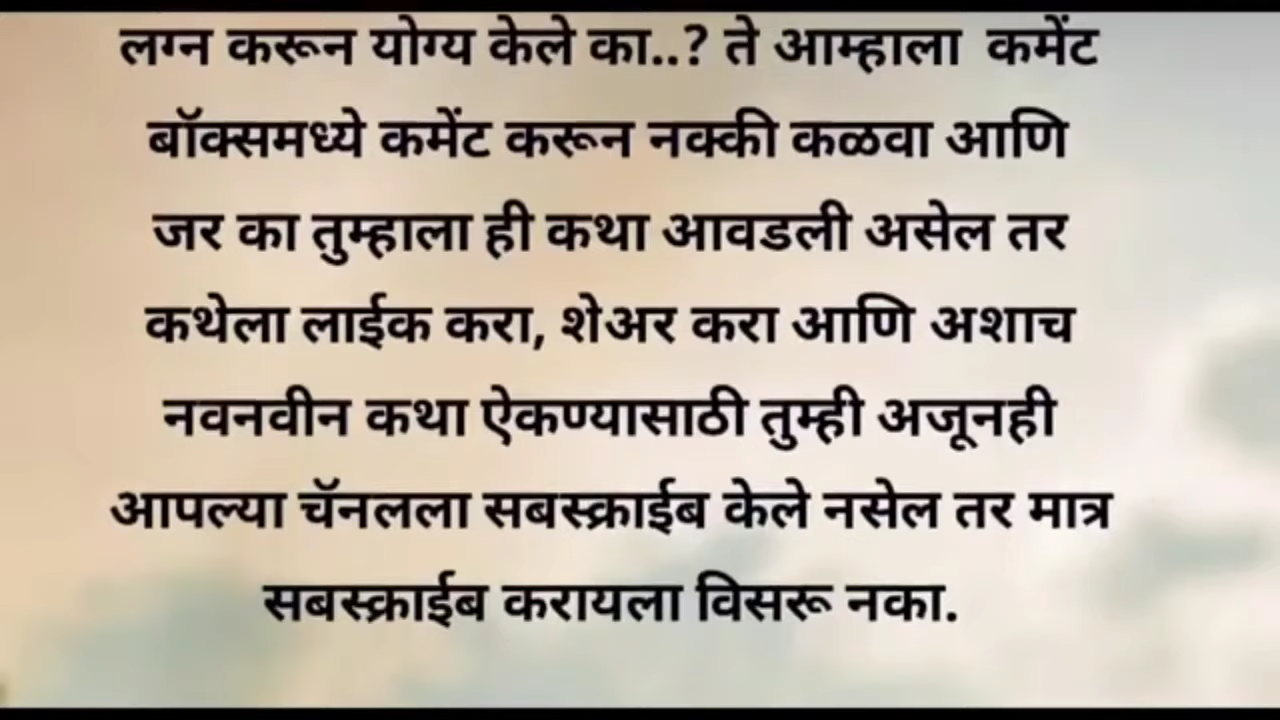 लग्न करून योग्य केले का..? ते आम्हाला कमेंट
बॉक्समध्ये कमेंट करून नक्की कळवा आणि
जर का तुम्हाला ही कथा आवडली असेल तर
कथेला लाईक करा, शेअर करा आणि अशाच
नवनवीन कथा ऐकण्यासाठी तुम्ही अजूनही
आपल्या चॅनलला सबस्क्राईब केले नसेल तर मात्र
सबस्क्राईब करायला विसरू नका.